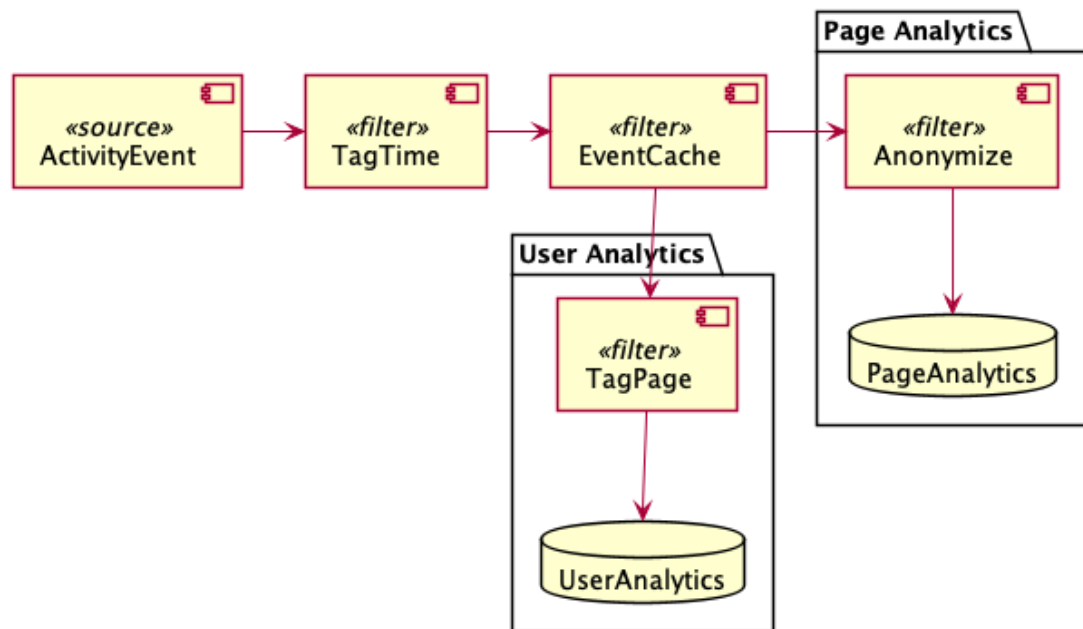 Page Analytics
«source»
ActivityEvent
«filter»
TagTime
«filter»
EventCache
«filter»
Anonymize
User Analytics
«filter»
TagPage
PageAnalytics
UserAnalytics